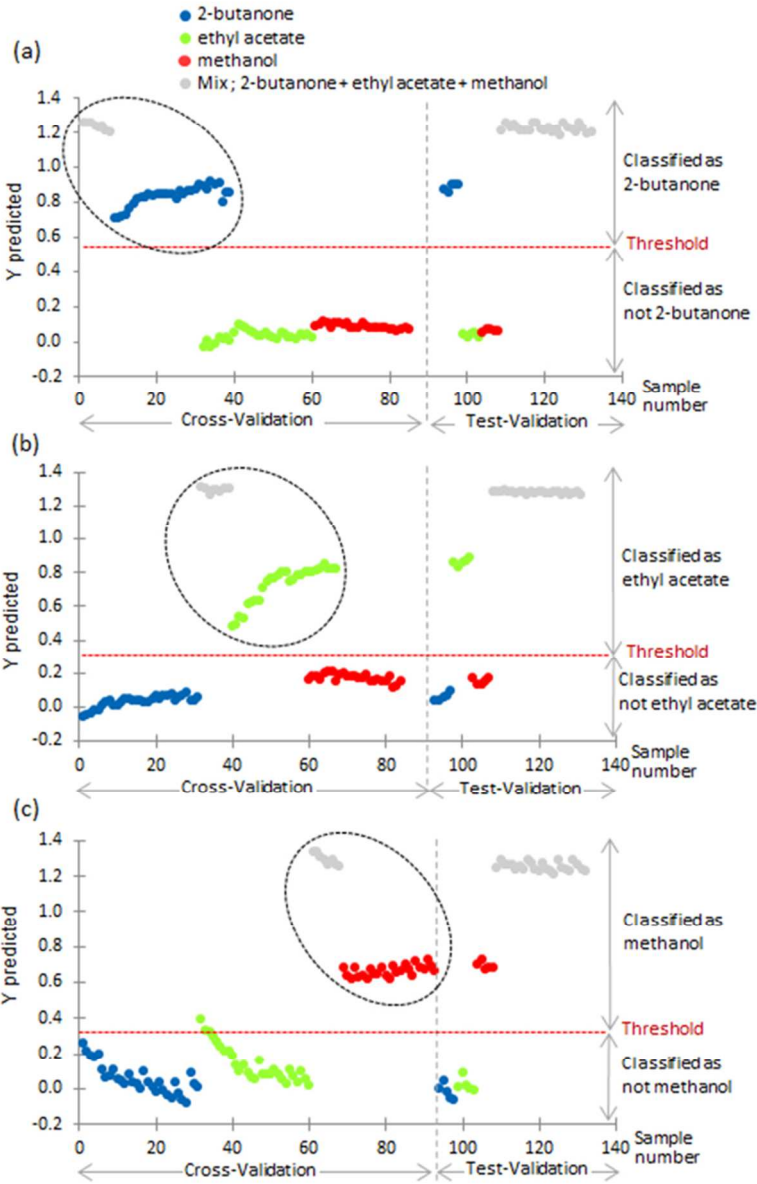 2-butanone
ethyl acetate
methanol
Mix ; 2-butanone + ethyl acetate + methanol
(a)
1.4
1.2
1.0
0.8
0.6
0.4
0.2
0.0
-0.2
Y predicted
0 20 40 60 80 100 120 140
Classified as
2-butanone
Threshold
Classified as
not 2-butanone
Sample
number
Cross-Validation
Test-Validation
(b)
1.4
1.2
1.0
0.8
0.6
0.4
0.2
0.0
-0.2
Y predicted
0 20 40 60 80 100 120 140
Classified as
ethyl acetate
Threshold
Classified as
not ethyl acetate
Sample
number
Cross-Validation
Test-Validation
(c)
1.4
1.2
1.0
0.8
0.6
0.4
0.2
0.0
-0.2
Y predicted
0 20 40 60 80 100 120 140
Classified as
methanol
Threshold
Classified as
not methanol
Sample
number
Cross-Validation
Test-Validation